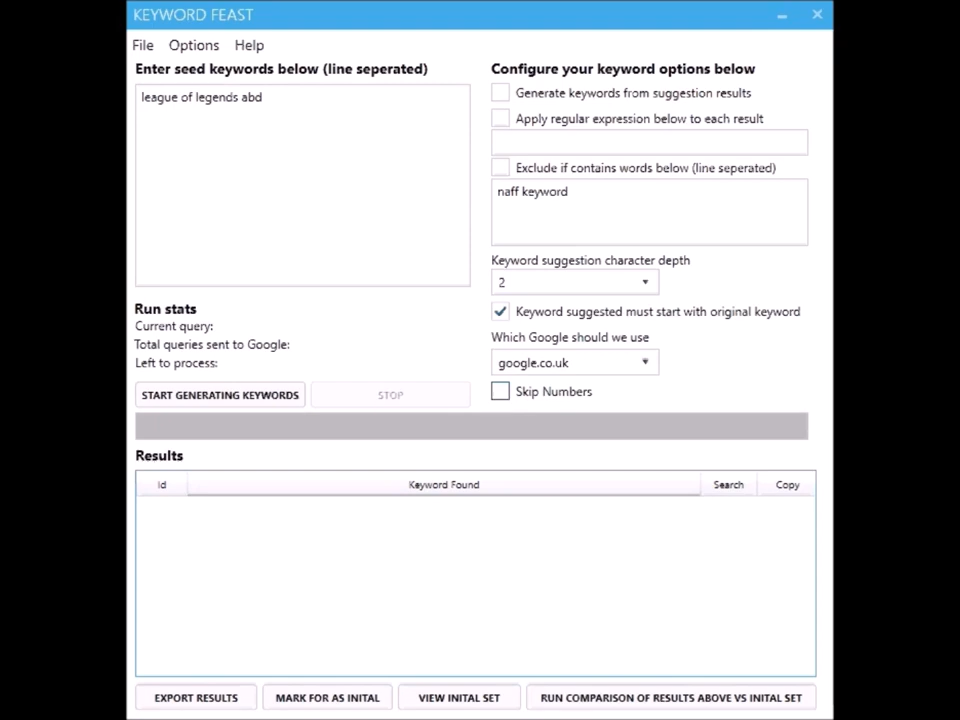 KEYWORD FEAST
File Options Help
Enter seed keywords below (line seperated)
league of legends abd
Configure your keyword options below
Generate keywords from suggestion results
Apply regular expression below to each result
Exclude if contains words below (line seperated)
naff keyword
Keyword suggestion character depth
2
Keyword suggested must start with original keyword
Which Google should we use
google.co.uk
Skip Numbers
Run stats
Current query:
Total queries sent to Google:
Left to process:
START GENERATING KEYWORDS STOP
Results
Id Keyword Found Search Copy
EXPORT RESULTS MARK FOR AS INITAL VIEW INITAL SET RUN COMPARISON OF RESULTS ABOVE VS INITAL SET